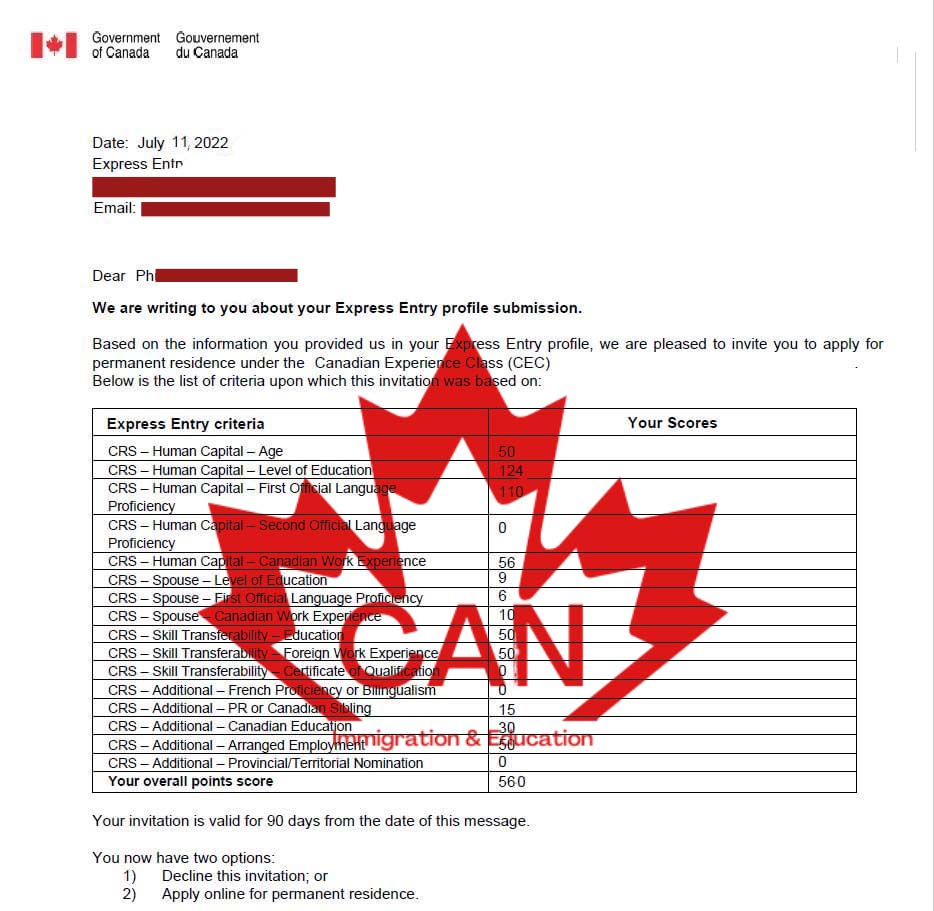 Government Gouvernement
of Canada du Canada
Date: July 11, 2022
Express Entr
Email:
Dear Ph
We are writing to you about your Express Entry profile submission.
Based on the information you provided us in your Express Entry profile, we are pleased to invite you to apply for
permanent residence under the Canadian Experience Class (CEC) .
Below is the list of criteria upon which this invitation was based on:
Express Entry criteria Your Scores
CRS – Human Capital – Age 50
CRS – Human Capital – Level of Education 124
CRS – Human Capital – First Official Language 110
Proficiency
CRS – Human Capital – Second Official Language 0
Proficiency
CRS – Human Capital – Canadian Work Experience 56
CRS – Spouse – Level of Education 9
CRS – Spouse – First Official Language Proficiency 6
CRS – Spouse – Canadian Work Experience 10
CRS – Skill Transferability – Education 50
CRS – Skill Transferability – Foreign Work Experience 50
CRS – Skill Transferability – Certificate of Qualification 0
CRS – Additional – French Proficiency or Bilingualism 0
CRS – Additional – PR or Canadian Sibling 15
CRS – Additional – Canadian Education 30
CRS – Additional – Arranged Employment 50
CRS – Additional – Provincial/Territorial Nomination 0
Your overall points score 560
CAN
Immigration & Education
Your invitation is valid for 90 days from the date of this message.
You now have two options:
1) Decline this invitation; or
2) Apply online for permanent residence.